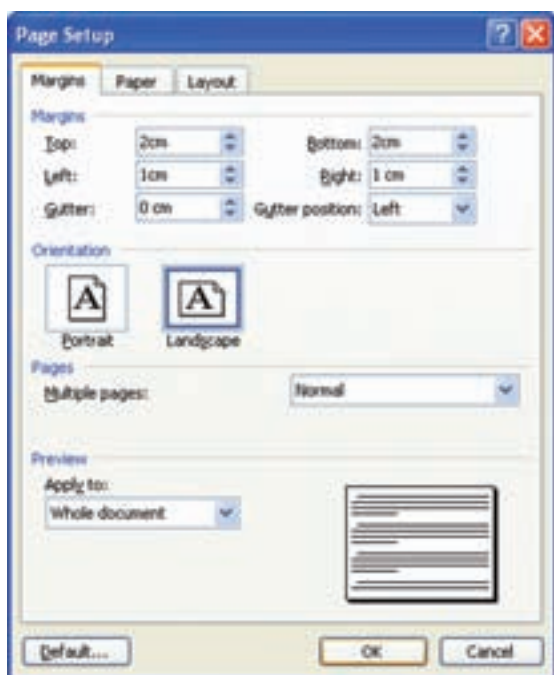 Page Setup
Margins Paper Layout
Margins
Top: 2cm Bottom: 2cm
Left: 1cm Right: 1 cm
Gutter: 0 cm Gutter position: Left
Orientation
A A
Portrait Landscape
Pages
Multiple pages: Normal
Preview
Apply to:
Whole document
Default... OK Cancel